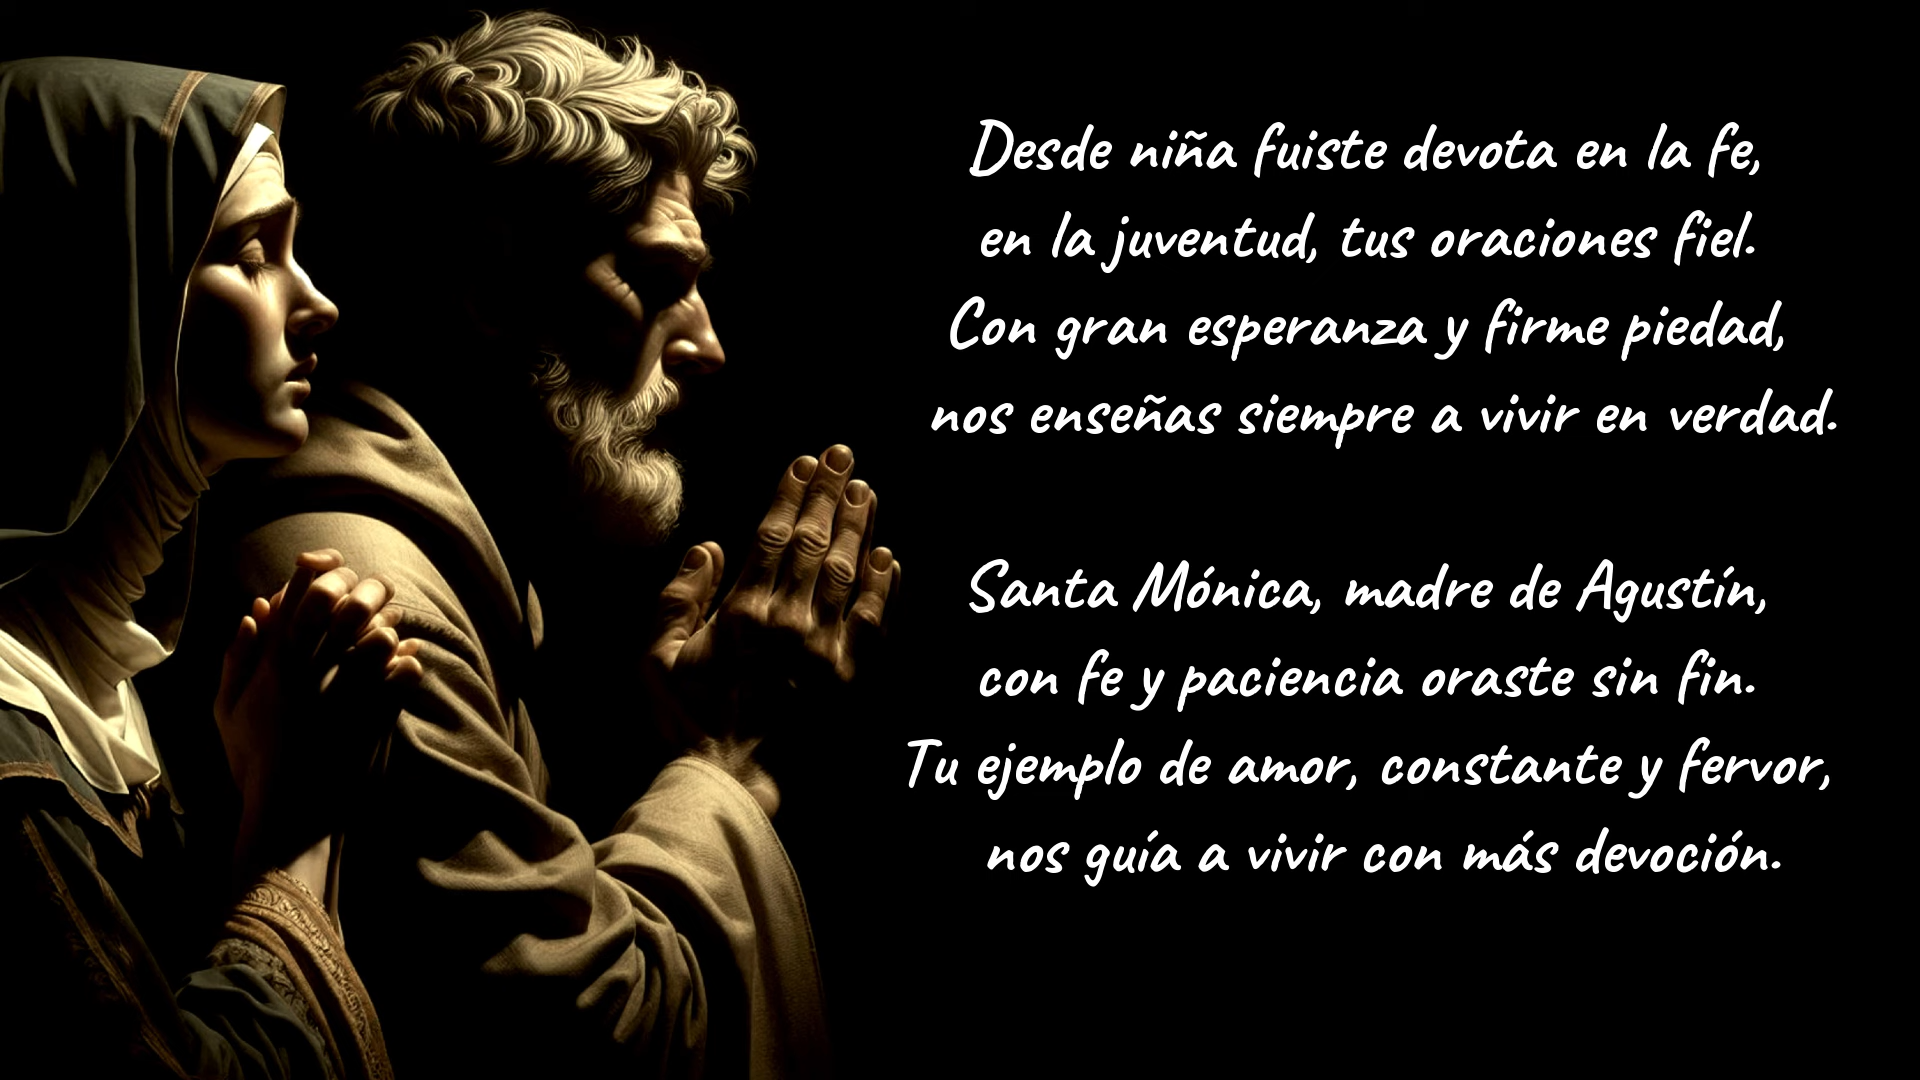 Desde niña fuiste devota en la fe,
en la juventud, tus oraciones fiel.
Con gran esperanza y firme piedad,
nos enseñas siempre a vivir en verdad.
Santa Mónica, madre de Agustín,
con fe y paciencia oraste sin fin.
Tu ejemplo de amor, constante y fervor,
nos guía a vivir con más devoción.